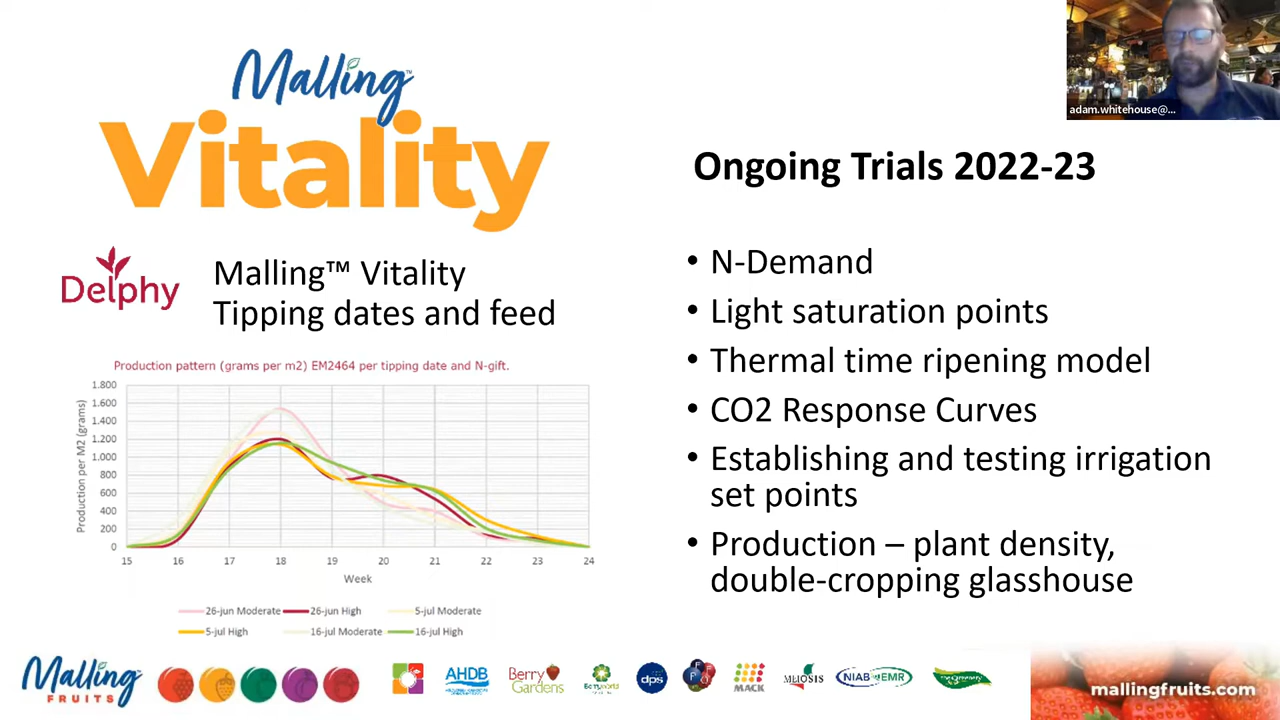 Malling™
Vitality
adam.whitehouse@...
Ongoing Trials 2022-23
Delphy
Malling™ Vitality
Tipping dates and feed
Production pattern (grams per m2) EM2464 per tipping date and N-gift.
Production per M2 (grams)
1.800
1.600
1.400
1.200
1.000
800
600
400
200
0
15 16 17 18 19 20 21 22 23 24
Week
26-jun Moderate 26-jun High 5-jul Moderate
5-jul High 16-jul Moderate 16-jul High
• N-Demand
• Light saturation points
• Thermal time ripening model
• CO2 Response Curves
• Establishing and testing irrigation
set points
• Production – plant density,
double-cropping glasshouse
Malling™
FRUITS
AHDB
Berry
Gardens
dps
MACK
MEIOSIS
NIAB EMR
mallingfruits.com